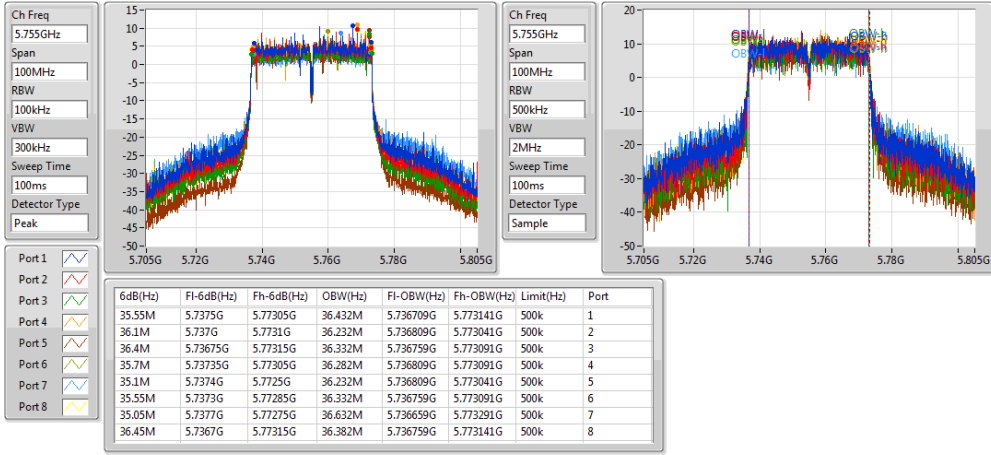 Ch Freq
5.755GHz
Span
100MHz
RBW
100kHz
VBW
300kHz
Sweep Time
100ms
Detector Type
Peak
15
10
5
0
-5
-10
-15
-20
-25
-30
-35
-40
-45
-50
5.705G 5.72G 5.74G 5.76G 5.78G 5.805G
Ch Freq
5.755GHz
Span
100MHz
RBW
500kHz
VBW
2MHz
Sweep Time
100ms
Detector Type
Sample
20
10
0
-10
-20
-30
-40
-50
OBW-h
OBW-h
OBW-h
5.705G 5.74G 5.76G 5.78G 5.805G
Port 1
Port 2
Port 3
Port 4
Port 5
Port 6
Port 7
Port 8
6dB(Hz) Fl-6dB(Hz) Fh-6dB(Hz) OBW(Hz) Fl-OBW(Hz) Fh-OBW(Hz) Limit(Hz) Port
35.55M 5.7375G 5.77305G 36.432M 5.736709G 5.773141G 500k 1
36.1M 5.737G 5.7731G 36.232M 5.736809G 5.773041G 500k 2
36.4M 5.73675G 5.77315G 36.332M 5.736759G 5.773091G 500k 3
35.7M 5.73735G 5.77305G 36.282M 5.736809G 5.773091G 500k 4
35.1M 5.7374G 5.7725G 36.232M 5.736809G 5.773041G 500k 5
35.55M 5.7373G 5.77285G 36.332M 5.736759G 5.773091G 500k 6
35.05M 5.7377G 5.77275G 36.632M 5.736659G 5.773291G 500k 7
36.45M 5.7367G 5.77315G 36.382M 5.736759G 5.773141G 500k 8